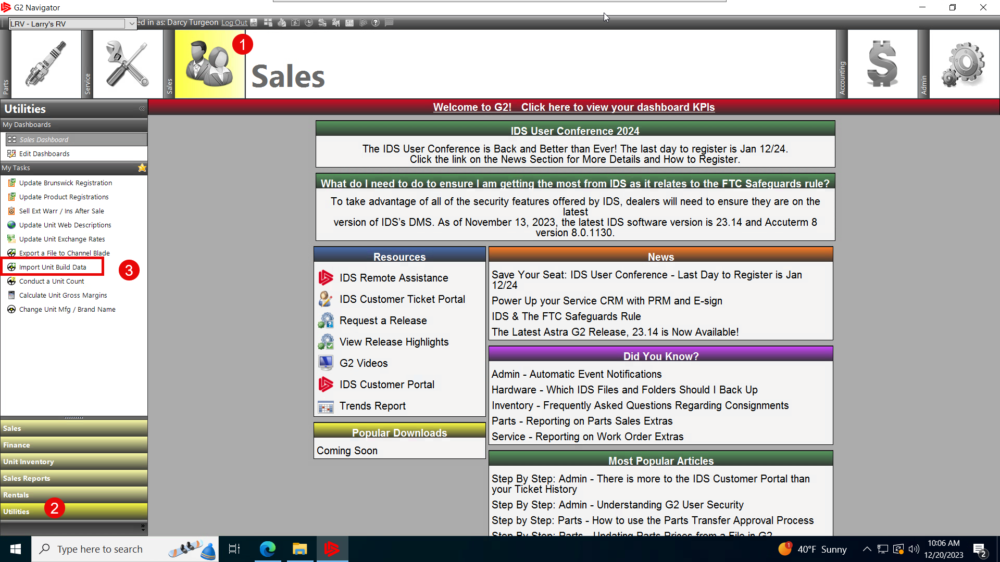 G2 Navigator
LRV - Larry's RV
ed in as: Darcy Turgeon Log Out
Parts
Service
Sales
1
Sales
Accounting
Admin
Utilities
Welcome to G2!   Click here to view your dashboard KPIs
My Dashboards
Sales Dashboard
Edit Dashboards
My Tasks
Update Brunswick Registration
Update Product Registrations
Sell Ext Warr / Ins After Sale
Update Unit Web Descriptions
Update Unit Exchange Rates
Export a File to Channel Blade
Import Unit Build Data
3
Conduct a Unit Count
Calculate Unit Gross Margins
Change Unit Mfg / Brand Name
Sales
Finance
Unit Inventory
Sales Reports
Rentals
Utilities
2
IDS User Conference 2024
The IDS User Conference is Back and Better than Ever! The last day to register is Jan 12/24.
Click the link on the News Section for More Details and How to Register.
What do I need to do to ensure I am getting the most from IDS as it relates to the FTC Safeguards rule?
To take advantage of all of the security features offered by IDS, dealers will need to ensure they are on the
latest
version of IDS’s DMS. As of November 13, 2023, the latest IDS software version is 23.14 and Accuterm 8
version 8.0.1130.
Resources
IDS Remote Assistance
IDS Customer Ticket Portal
Request a Release
View Release Highlights
G2 Videos
IDS Customer Portal
Trends Report
Popular Downloads
Coming Soon
News
Save Your Seat: IDS User Conference - Last Day to Register is Jan
12/24
Power Up your Service CRM with PRM and E-sign
IDS & The FTC Safeguards Rule
The Latest Astra G2 Release, 23.14 is Now Available!
Did You Know?
Admin - Automatic Event Notifications
Hardware - Which IDS Files and Folders Should I Back Up
Inventory - Frequently Asked Questions Regarding Consignments
Parts - Reporting on Parts Sales Extras
Service - Reporting on Work Order Extras
Most Popular Articles
Step By Step: Admin - There is more to the IDS Customer Portal than
your Ticket History
Step By Step: Admin - Understanding G2 User Security
Step by Step: Parts - How to use the Parts Transfer Approval Process
Step By Step: Parts - Updating Parts Prices from a File in G2
Type here to search
1
40°F Sunny
10:06 AM
12/20/2023
2